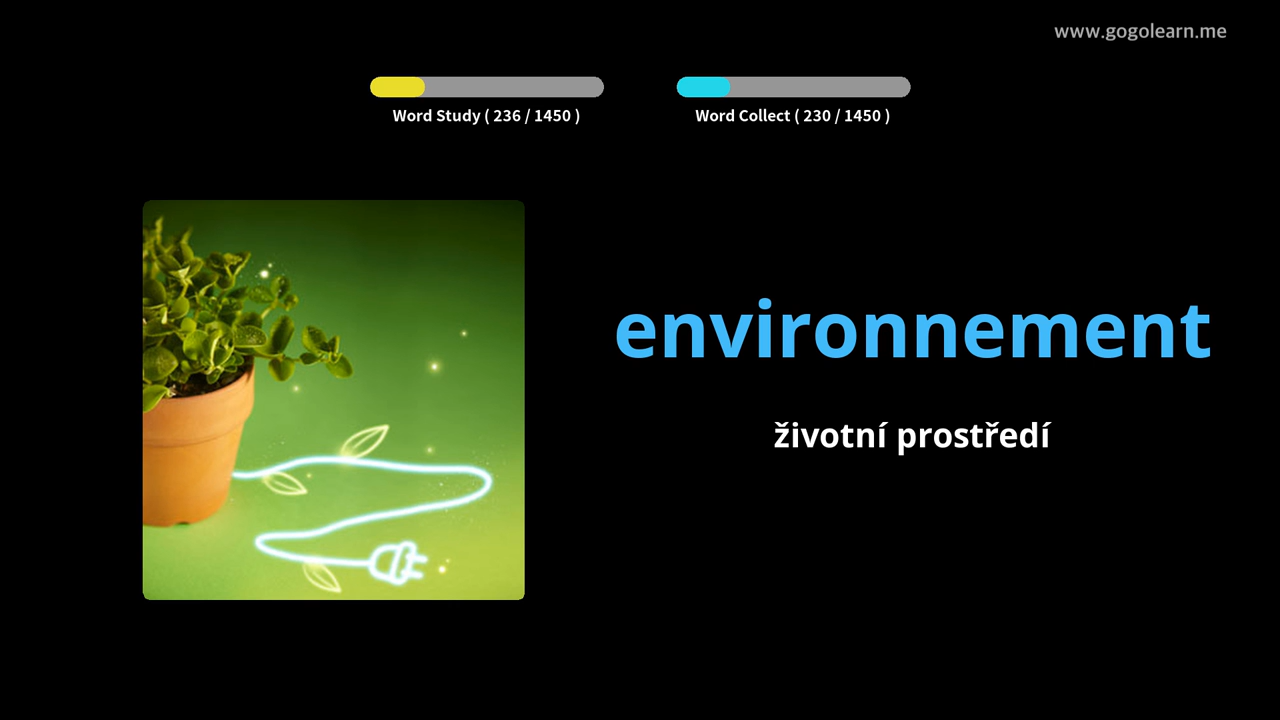 www.gogolearn.me
Word Study ( 236 / 1450 )
Word Collect ( 230 / 1450 )
environnement
životní prostředí